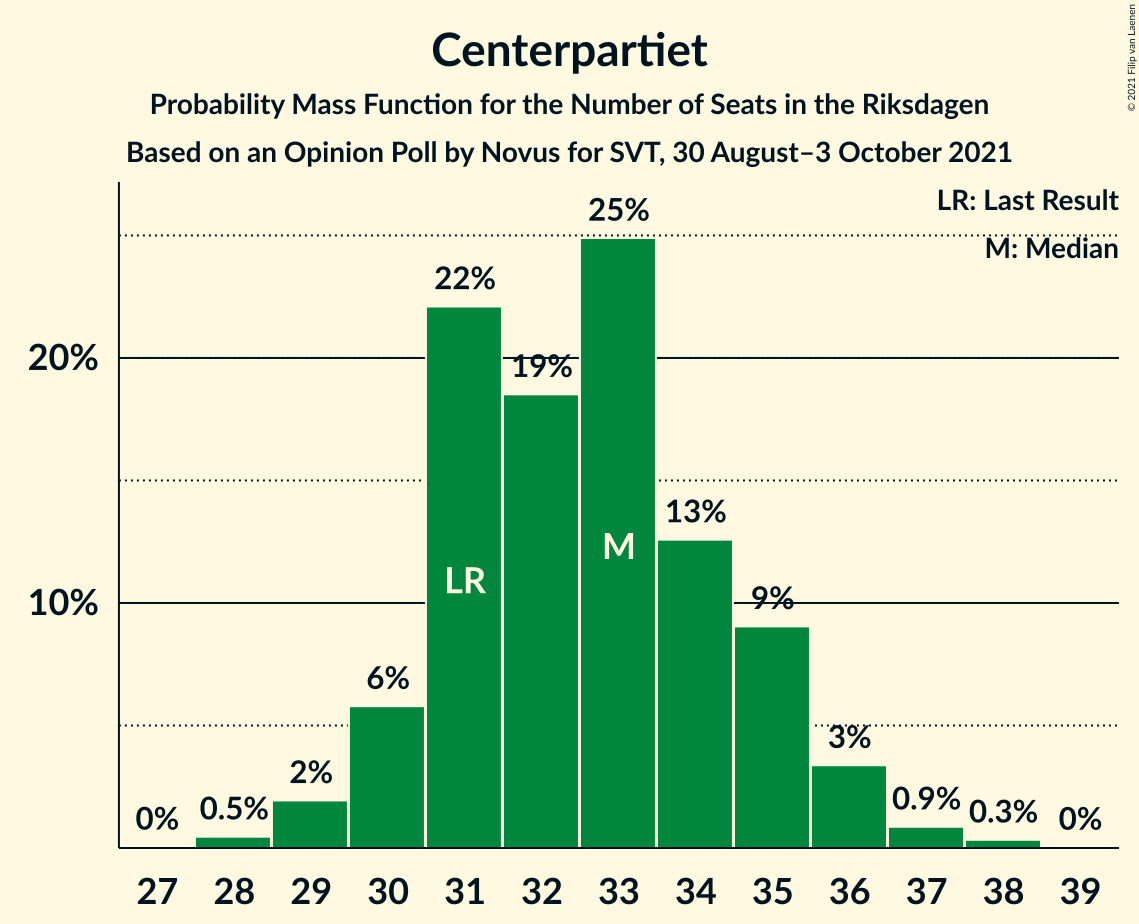 Centerpartiet
Probability Mass Function for the Number of Seats in the Riksdagen
Based on an Opinion Poll by Novus for SVT, 30 August–3 October 2021
© 2021 Filip van Laenen
LR: Last Result
M: Median
20%
10%
0%
0.5%
2%
6%
22%
19%
25%
13%
9%
3%
0.9%
0.3%
0%
LR
M
27 28 29 30 31 32 33 34 35 36 37 38 39